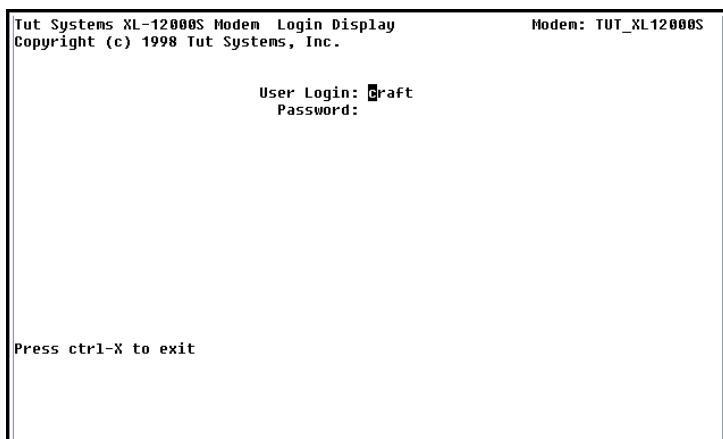 Tut Systems XL-12000S Modem  Login Display                Modem: TUT_XL12000S
Copyright (c) 1998 Tut Systems, Inc.
User Login: craft
Password:
Press ctrl-X to exit